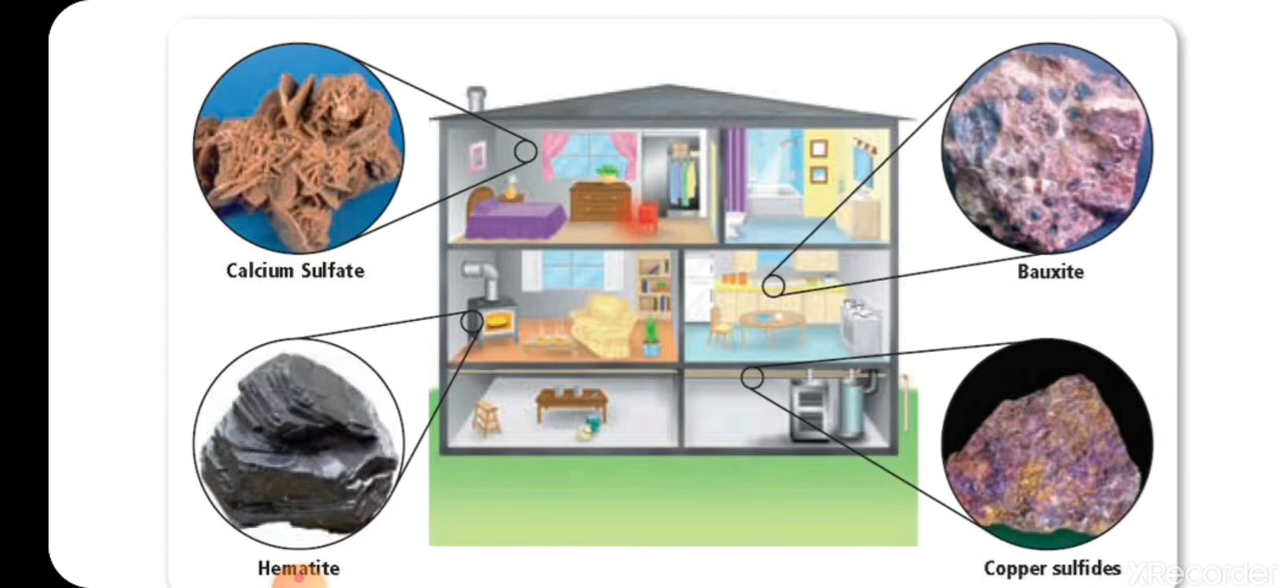 Calcium Sulfate
Bauxite
Hematite
Copper sulfides
XRecorder